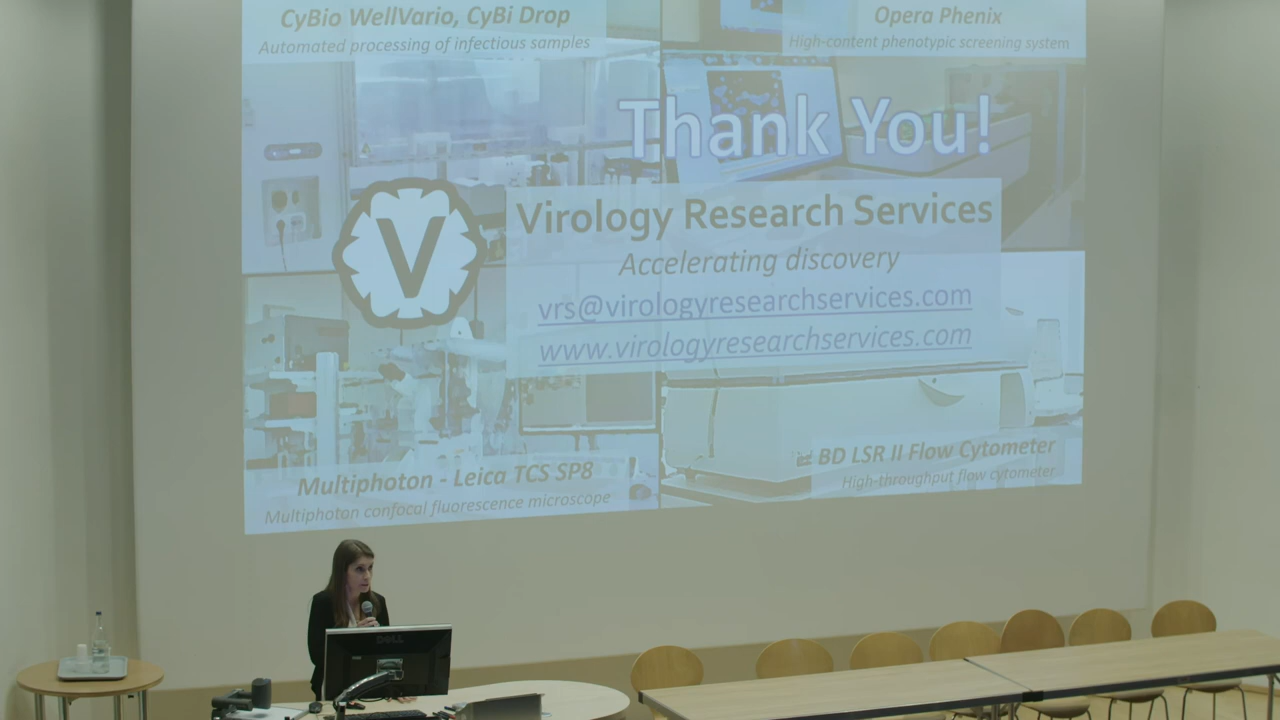 CyBio WellVario, CyBi Drop
Automated processing of infectious samples
Opera Phenix
High-content phenotypic screening system
Thank You!
V
Virology Research Services
Accelerating discovery
vrs@virologyresearchservices.com
www.virologyresearchservices.com
Multiphoton - Leica TCS SP8
Multiphoton confocal fluorescence microscope
BD LSR II Flow Cytometer
High-throughput flow cytometer
DELL